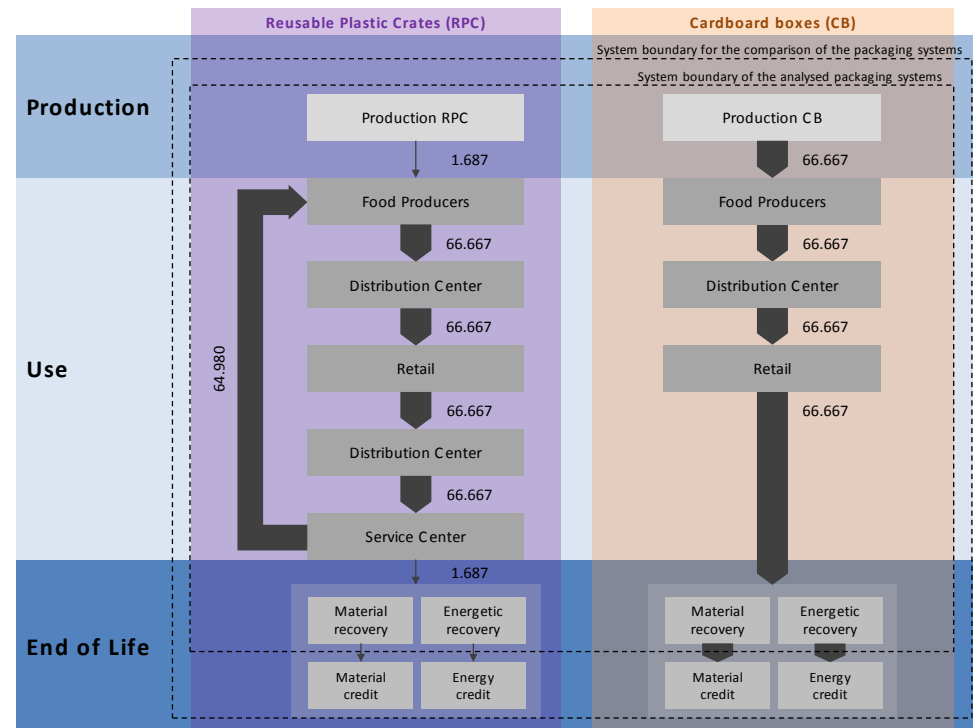 Reusable Plastic Crates (RPC)
Cardboard boxes (CB)
System boundary for the comparison of the packaging systems
System boundary of the analysed packaging systems
Production
Production RPC
Production CB
1.687
66.667
Food Producers
Food Producers
66.667
66.667
Distribution Center
Distribution Center
66.667
66.667
Use
64.980
Retail
Retail
66.667
66.667
Distribution Center
66.667
Service Center
1.687
End of Life
Material
recovery
Energetic
recovery
Material
recovery
Energetic
recovery
Material
credit
Energy
credit
Material
credit
Energy
credit